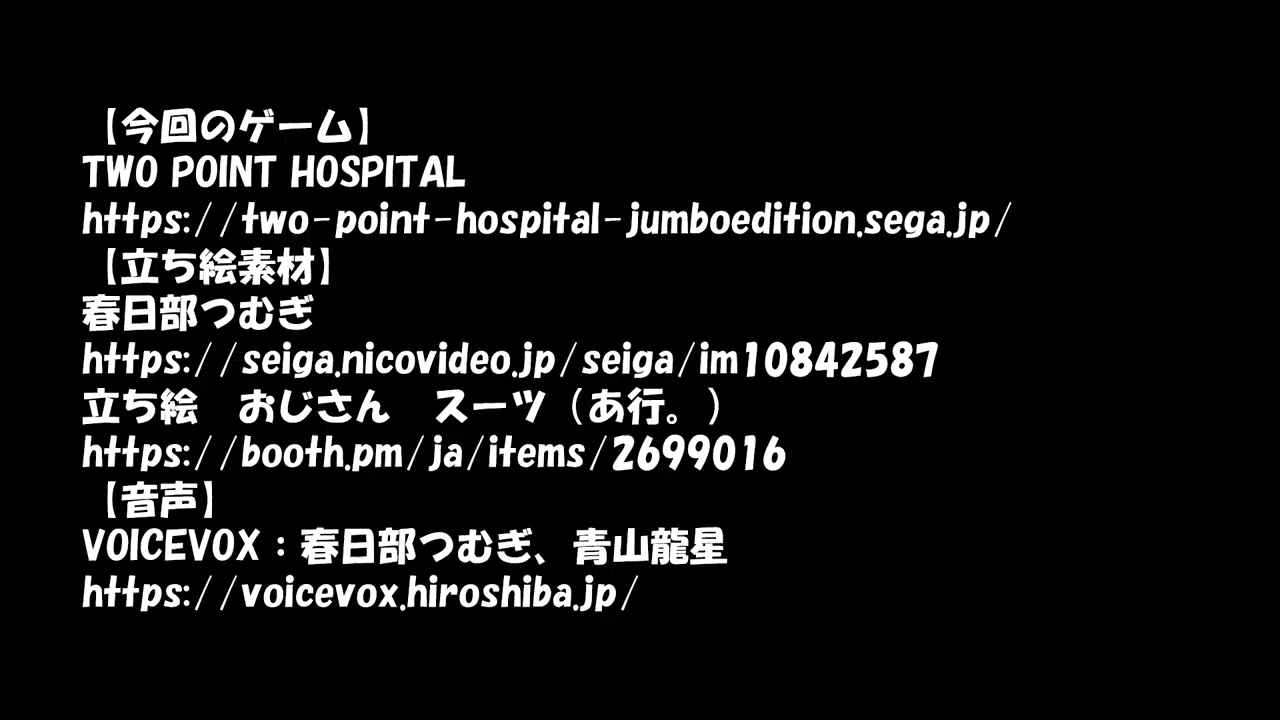 【今回のゲーム】
TWO POINT HOSPITAL
https://two-point-hospital-jumboedition.sega.jp/
【立ち絵素材】
春日部つむぎ
https://seiga.nicovideo.jp/seiga/im10842587
立ち絵　おじさん　スーツ（あ行。）
https://booth.pm/ja/items/2699016
【音声】
VOICEVOX：春日部つむぎ、青山龍星
https://voicevox.hiroshiba.jp/